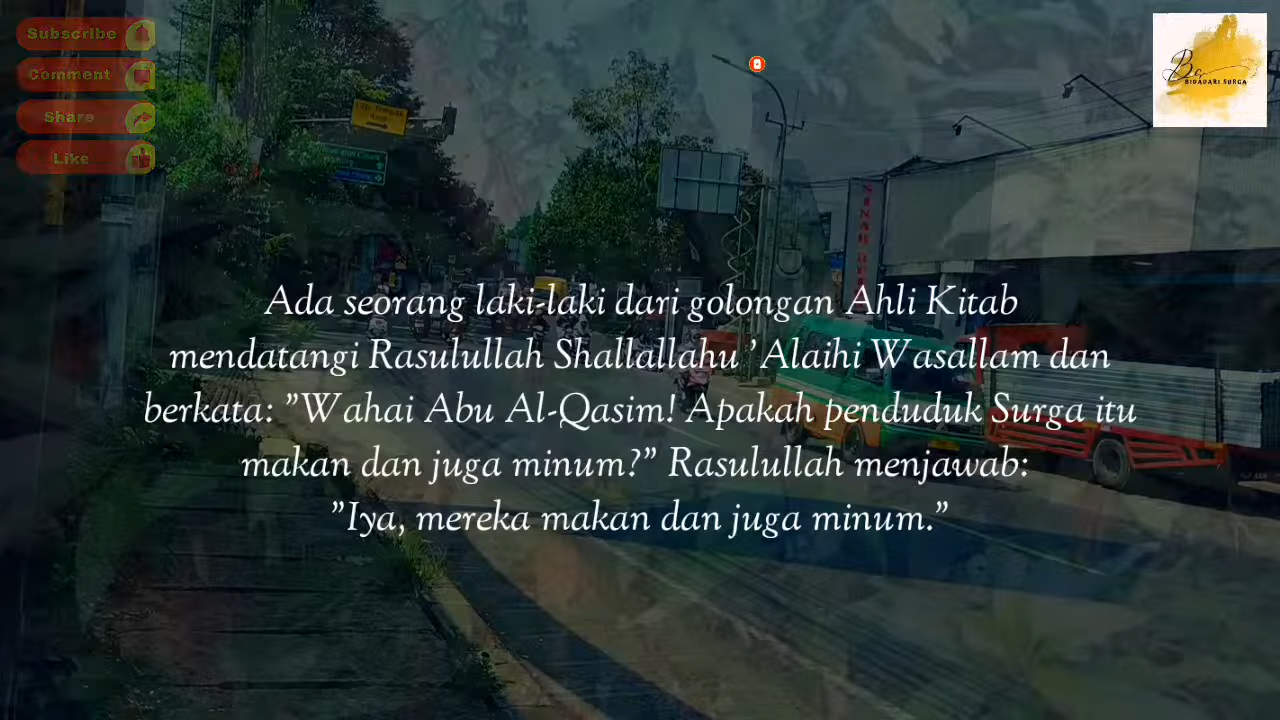 Subscribe
Comment
Share
Like
BIDADARI SURGA
Ada seorang laki-laki dari golongan Ahli Kitab
mendatangi Rasulullah Shallallahu 'Alaihi Wasallam dan
berkata: "Wahai Abu Al-Qasim! Apakah penduduk Surga itu
makan dan juga minum?" Rasulullah menjawab:
"Iya, mereka makan dan juga minum."